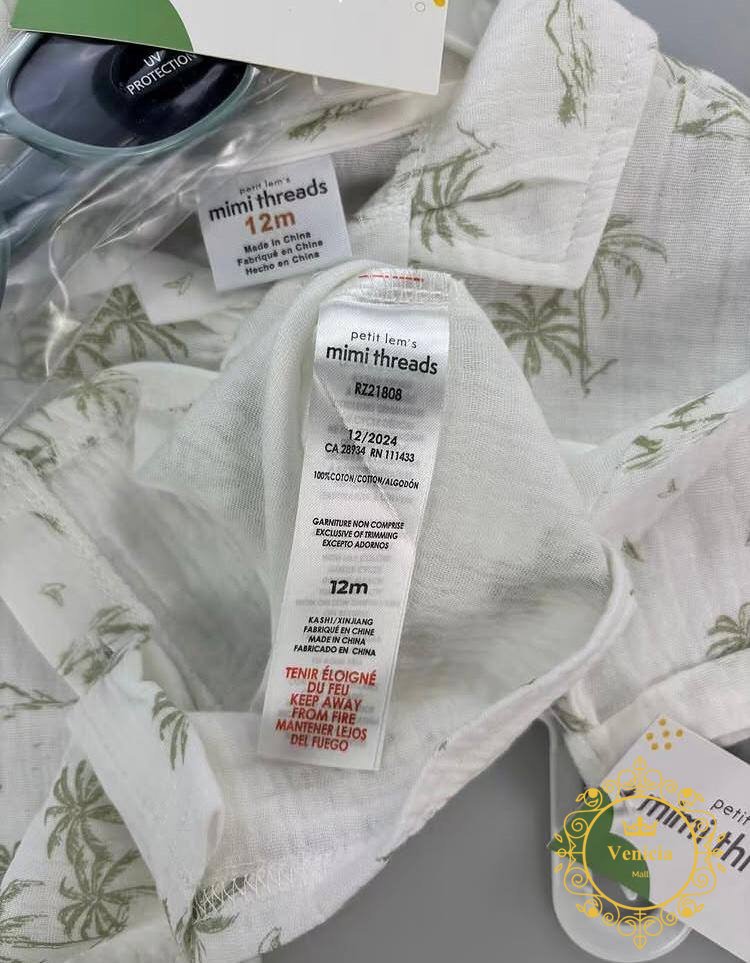 UV
PROTECTION
petit lem's
mimi threads
12m
Made in China
Fabriqué en Chine
Hecho en China
petit lem's
mimi threads
RZ21808
12/2024
CA 28934 RN 111433
100%COTON/COTTON/ALGODÓN
GARNITURE NON COMPRISE
EXCLUSIVE OF TRIMMING
EXCEPTO ADORNOS
12m
KASHI/XINJIANG
FABRIQUÉ EN CHINE
MADE IN CHINA
FABRICADO EN CHINA
TENIR ÉLOIGNÉ
DU FEU
KEEP AWAY
FROM FIRE
MANTENER LEJOS
DEL FUEGO
petit
mimi th
Venicia
Mall